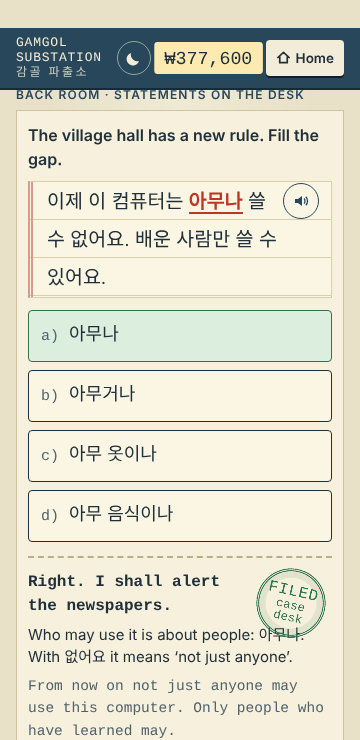 GAMGOL
SUBSTATION
감골 파출소
₩377,600
Home
BACK ROOM · STATEMENTS ON THE DESK
The village hall has a new rule. Fill the
gap.
이제 이 컴퓨터는 아무나 쓸
수 없어요. 배운 사람만 쓸 수
있어요.
a) 아무나
b) 아무거나
c) 아무 옷이나
d) 아무 음식이나
Right. I shall alert
the newspapers.
FILED
case
desk
Who may use it is about people: 아무나.
With 없어요 it means ‘not just anyone’.
From now on not just anyone may
use this computer. Only people who
have learned may.